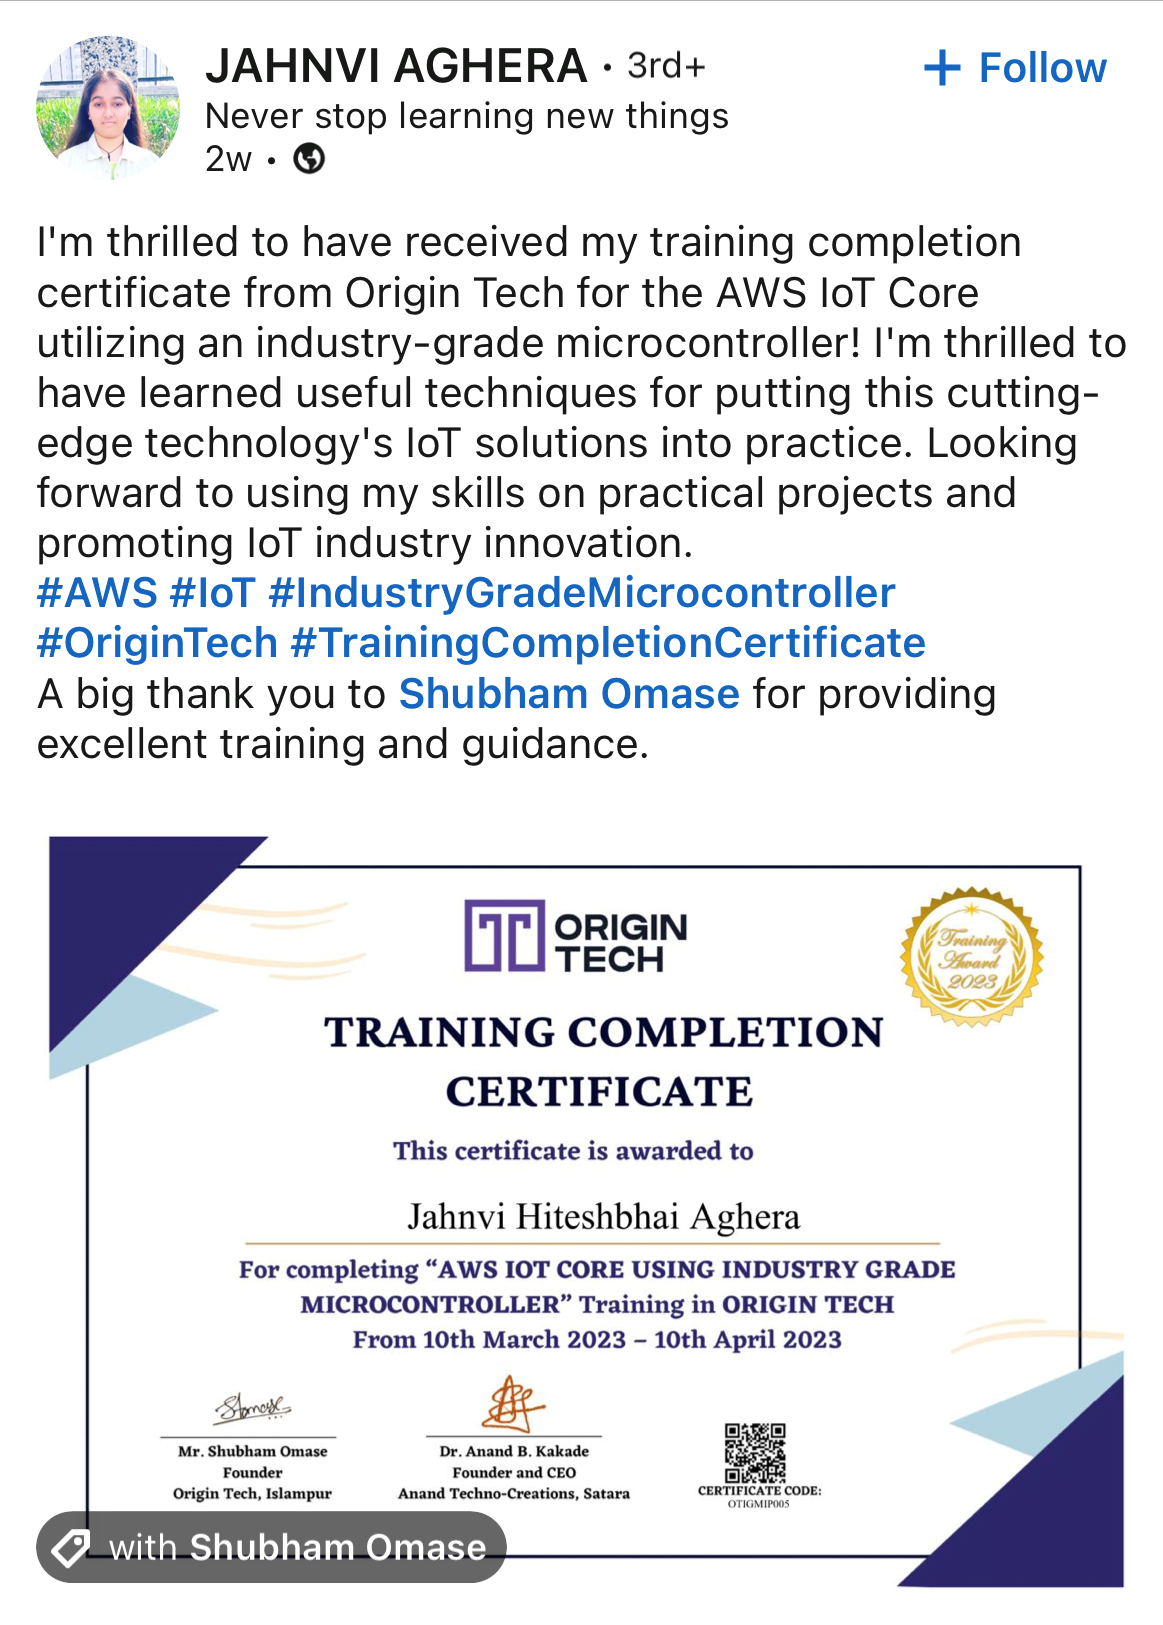 JAHNVI AGHERA • 3rd+
+ Follow
Never stop learning new things
2w •
I'm thrilled to have received my training completion
certificate from Origin Tech for the AWS IoT Core
utilizing an industry-grade microcontroller! I'm thrilled to
have learned useful techniques for putting this cutting-
edge technology's IoT solutions into practice. Looking
forward to using my skills on practical projects and
promoting IoT industry innovation.
#AWS #IoT #IndustryGradeMicrocontroller
#OriginTech #TrainingCompletionCertificate
A big thank you to Shubham Omase for providing
excellent training and guidance.
ORIGIN
TECH
Training
Award
2023
TRAINING COMPLETION
CERTIFICATE
This certificate is awarded to
Jahnvi Hiteshbhai Aghera
For completing “AWS IOT CORE USING INDUSTRY GRADE
MICROCONTROLLER” Training in ORIGIN TECH
From 10th March 2023 – 10th April 2023
Mr. Shubham Omase
Founder
Origin Tech, Islampur
Dr. Anand B. Kakade
Founder and CEO
Anand Techno-Creations, Satara
CERTIFICATE CODE:
OTIGMIP005
with Shubham Omase